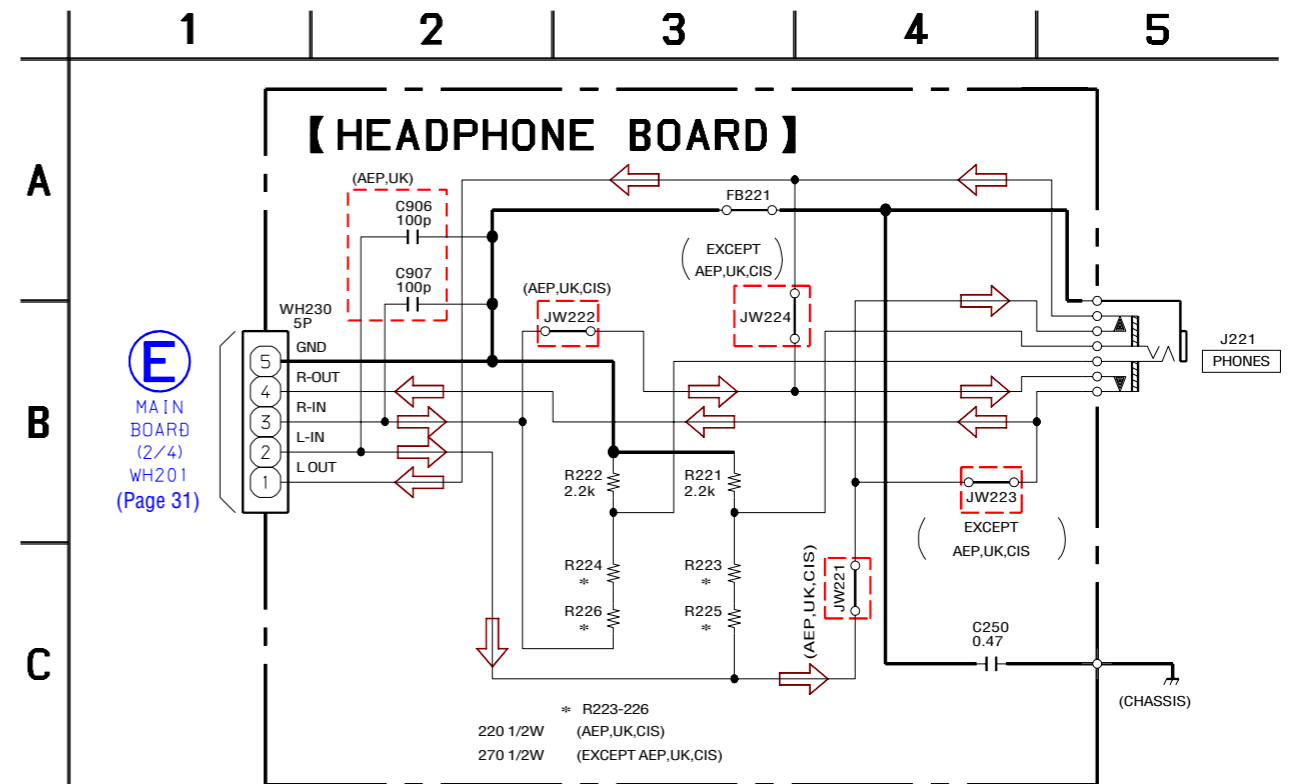 1 2 3 4 5
【HEADPHONE BOARD】
A
(AEP,UK)
C906
100p
FB221
C907
100p
(EXCEPT
AEP,UK,CIS)
(AEP,UK,CIS)
JW222
JW224
WH230
5P
J221
PHONES
E
MAIN
BOARD
(2/4)
WH201
(Page 31)
B
5 GND
4 R-OUT
3 R-IN
2 L-IN
1 L OUT
R222
2.2k
R221
2.2k
JW223
(EXCEPT
AEP,UK,CIS)
C
R224
*
R223
*
R226
*
R225
*
(AEP,UK,CIS)
JW221
C250
0.47
(CHASSIS)
* R223-226
220 1/2W (AEP,UK,CIS)
270 1/2W (EXCEPT AEP,UK,CIS)